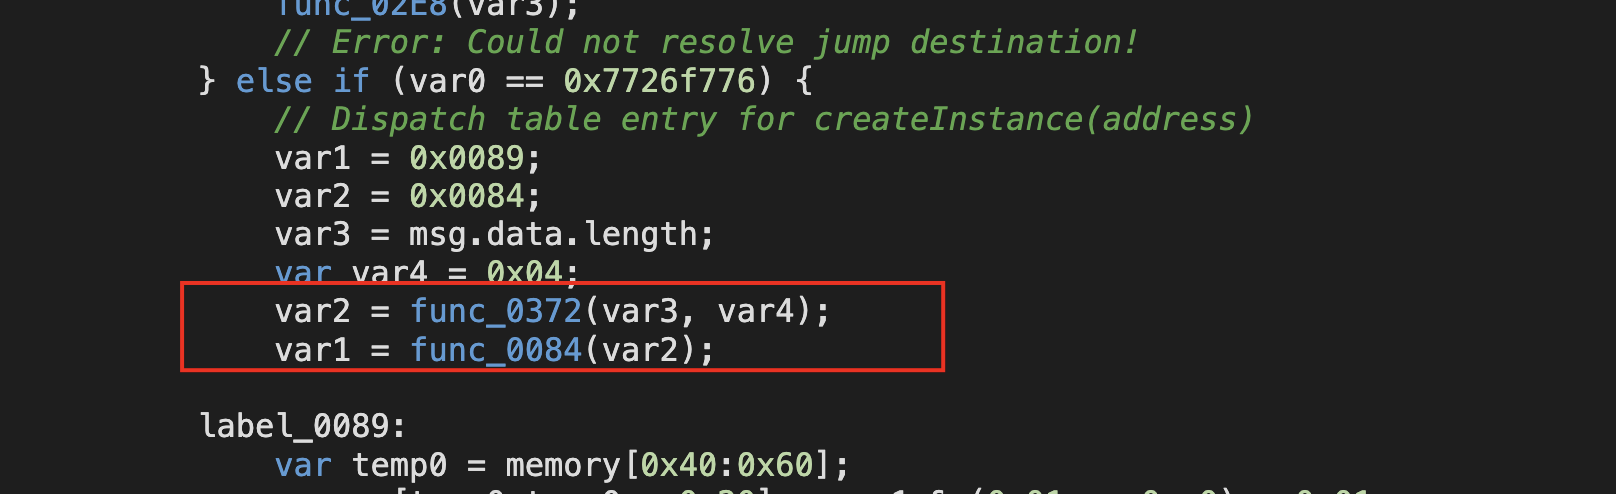 func_02E8(var3);
// Error: Could not resolve jump destination!
} else if (var0 == 0x7726f776) {
// Dispatch table entry for createInstance(address)
var1 = 0x0089;
var2 = 0x0084;
var3 = msg.data.length;
var var4 = 0x04;
var2 = func_0372(var3, var4);
var1 = func_0084(var2);
label_0089:
var temp0 = memory[0x40:0x60];